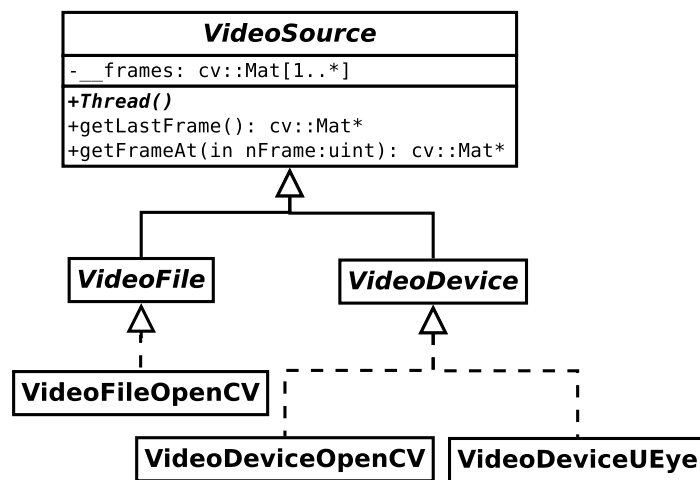 VideoSource
-__frames: cv::Mat[1..*]
+Thread()
+getLastFrame(): cv::Mat*
+getFrameAt(in nFrame:uint): cv::Mat*
VideoFile
VideoDevice
VideoFileOpenCV
VideoDeviceOpenCV
VideoDeviceUEye